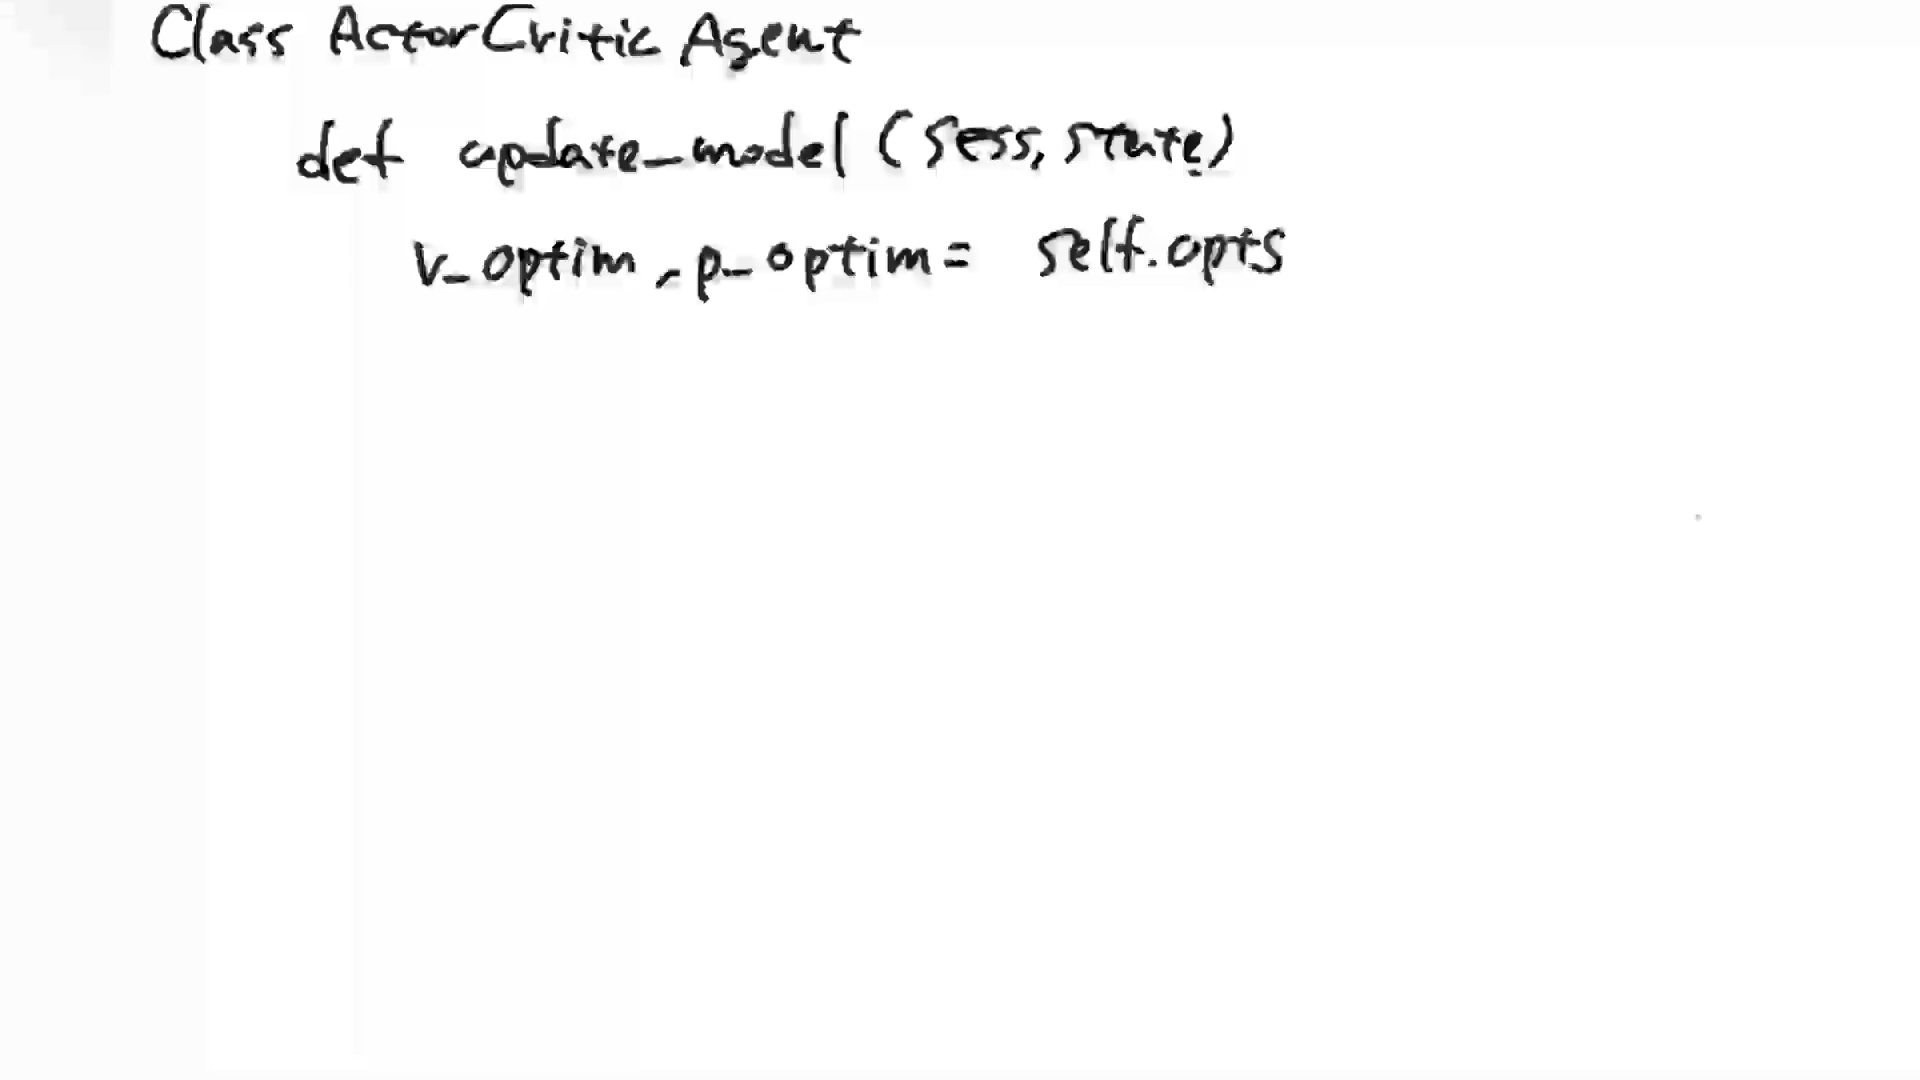 Class ActorCritic Agent
def update_model (sess, state)
v_optim, p_optim = self.opts